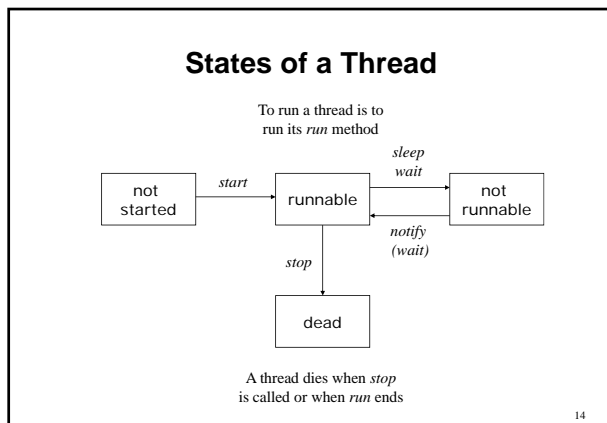 States of a Thread
To run a thread is to
run its run method
sleep
wait
not
started
start
runnable
not
runnable
notify
(wait)
stop
dead
A thread dies when stop
is called or when run ends
14